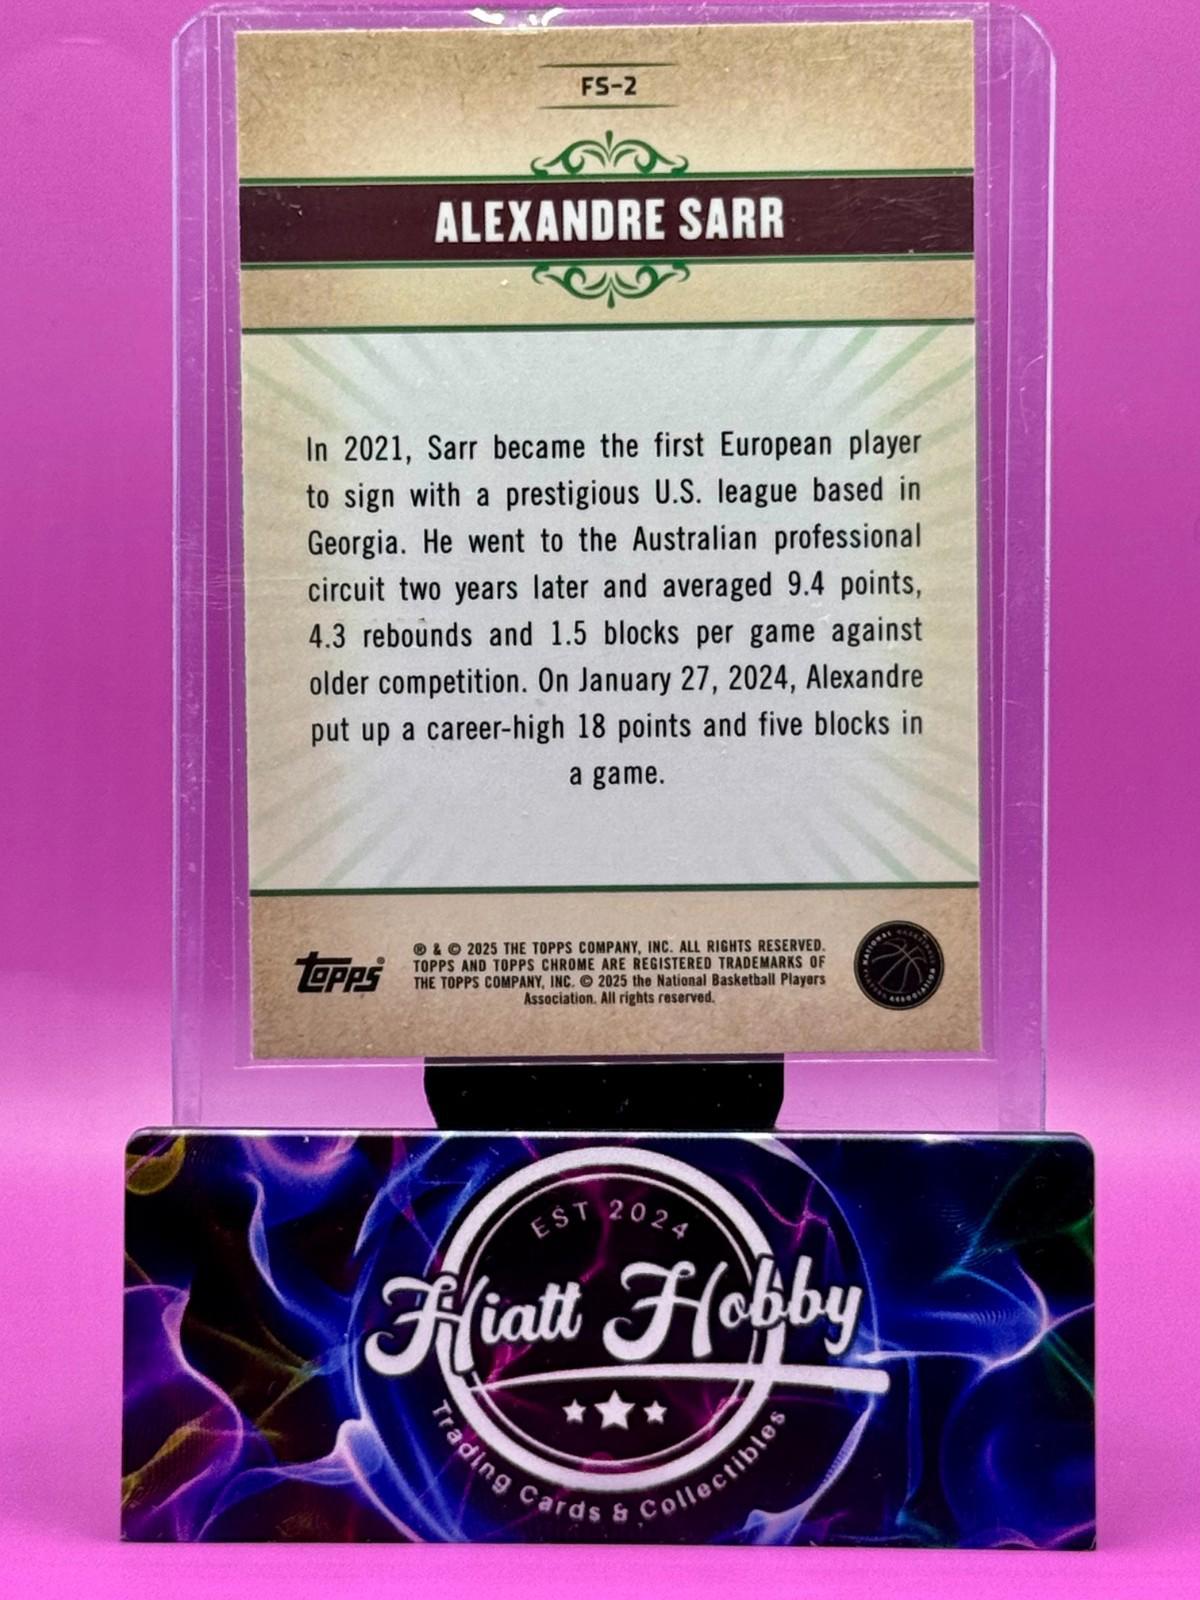 FS-2
ALEXANDRE SARR
In 2021, Sarr became the first European player
to sign with a prestigious U.S. league based in
Georgia. He went to the Australian professional
circuit two years later and averaged 9.4 points,
4.3 rebounds and 1.5 blocks per game against
older competition. On January 27, 2024, Alexandre
put up a career-high 18 points and five blocks in
a game.
Topps®
® & © 2025 THE TOPPS COMPANY, INC. ALL RIGHTS RESERVED.
TOPPS AND TOPPS CHROME ARE REGISTERED TRADEMARKS OF
THE TOPPS COMPANY, INC. © 2025 the National Basketball Players
Association. All rights reserved.
NATIONAL BASKETBALL
PLAYERS ASSOCIATION
EST 2024
Hiatt Hobby
Trading Cards & Collectibles